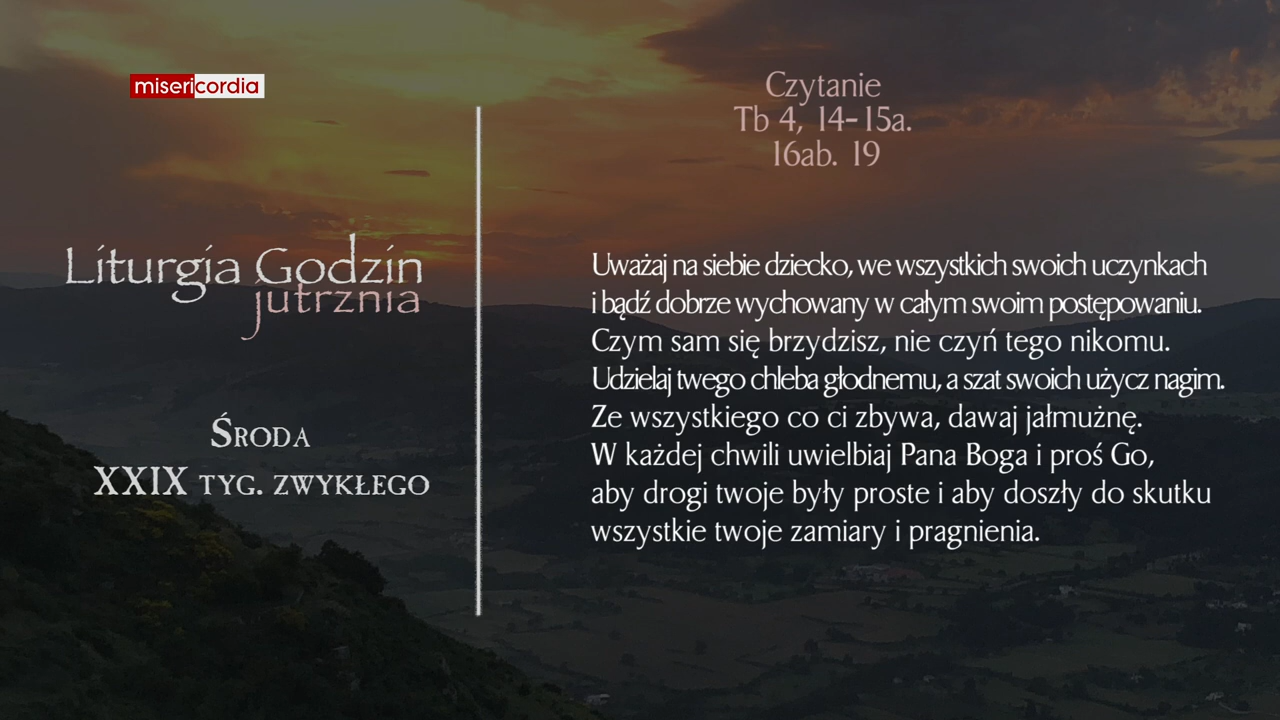 misericordia
Liturgia Godzin
jutrznia
Środa
XXIX tyg. zwykłego
Czytanie
Tb 4, 14-15a.
16ab. 19
Uważaj na siebie dziecko, we wszystkich swoich uczynkach
i bądź dobrze wychowany w całym swoim postępowaniu.
Czym sam się brzydzisz, nie czyń tego nikomu.
Udzielaj twego chleba głodnemu, a szat swoich użycz nagim.
Ze wszystkiego co ci zbywa, dawaj jałmużnę.
W każdej chwili uwielbiaj Pana Boga i proś Go,
aby drogi twoje były proste i aby doszły do skutku
wszystkie twoje zamiary i pragnienia.